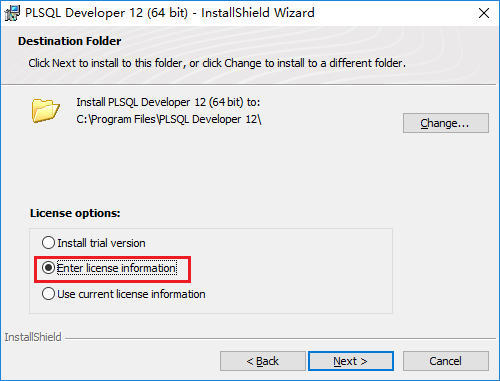 PLSQL Developer 12 (64 bit) - InstallShield Wizard
Destination Folder
Click Next to install to this folder, or click Change to install to a different folder.
Install PLSQL Developer 12 (64 bit) to:
C:\Program Files\PLSQL Developer 12\
Change...
License options:
Install trial version
Enter license information
Use current license information
InstallShield
< Back
Next >
Cancel